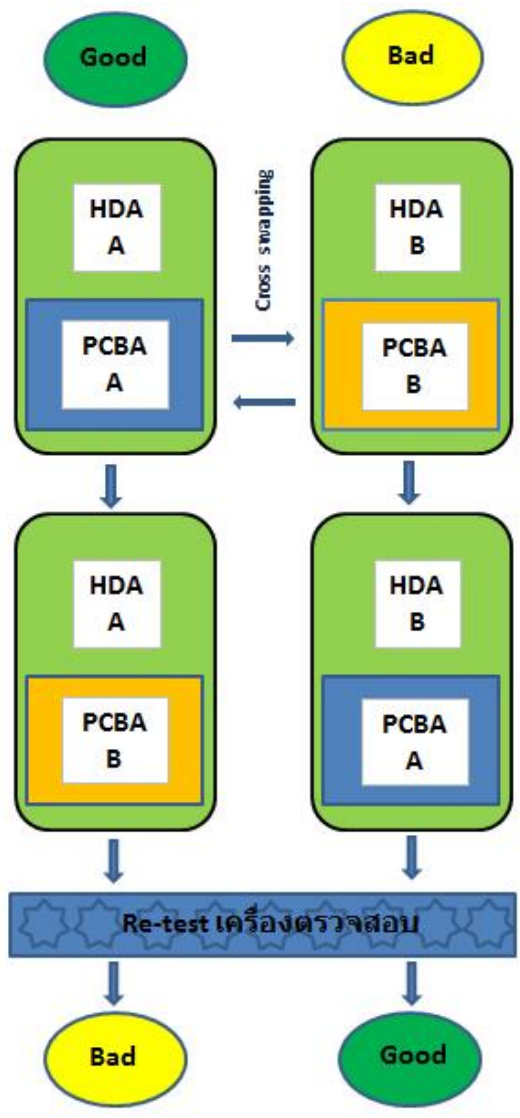 Good
Bad
HDA
A
Cross swapping
HDA
B
PCBA
A
PCBA
B
HDA
A
HDA
B
PCBA
B
PCBA
A
Re-test เครื่องตรวจสอบ
Bad
Good